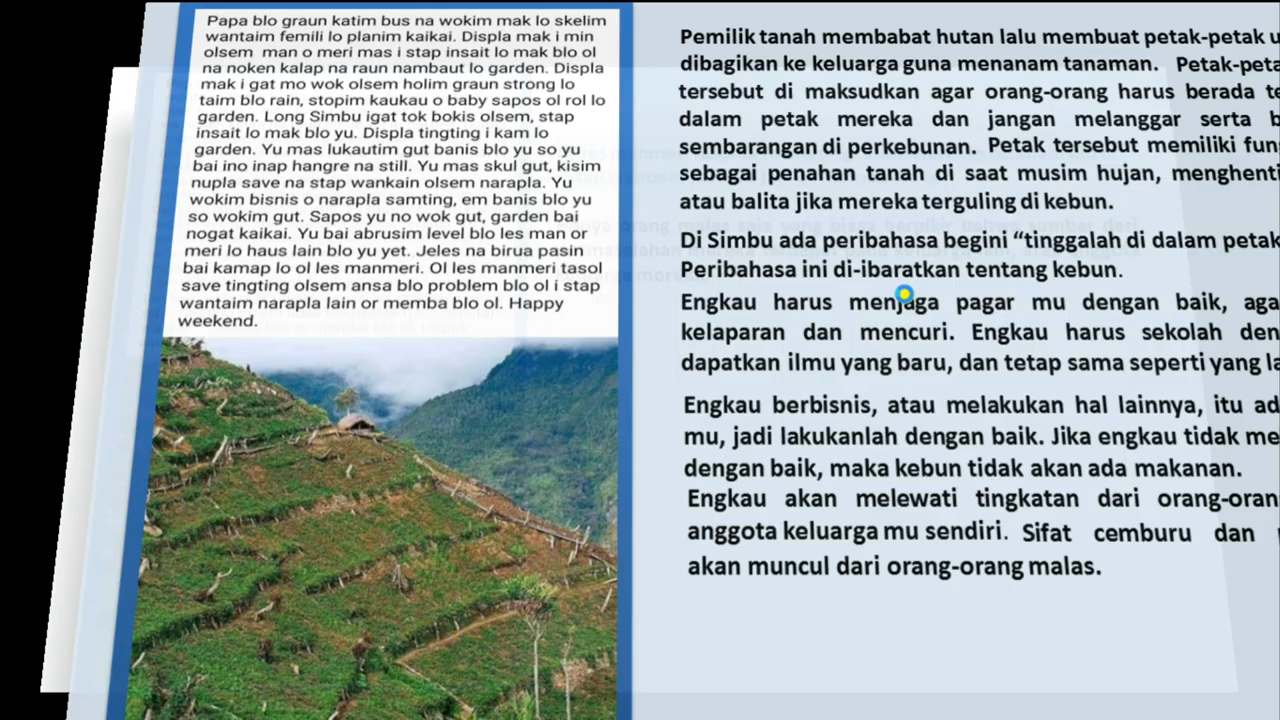 Papa blo graun katim bus na wokim mak lo skelim
wantaim femili lo planim kaikai. Displa mak i min
olsem man o meri mas i stap insait lo mak blo ol
na noken kalap na raun nambaut lo garden. Displa
mak i gat mo wok olsem holim graun strong lo
taim blo rain, stopim kaukau o baby sapos ol rol lo
garden. Long Simbu igat tok bokis olsem, stap
insait lo mak blo yu. Displa tingting i kam lo
garden. Yu mas lukautim gut banis blo yu so yu
bai ino inap hangre na still. Yu mas skul gut, kisim
nupla save na stap wankain olsem narapla. Yu
wokim bisnis o narapla samting, em banis blo yu
so wokim gut. Sapos yu no wok gut, garden bai
nogat kaikai. Yu bai abrusim level blo les man or
meri lo haus lain blo yu yet. Jeles na birua pasin
bai kamap lo ol les manmeri. Ol les manmeri tasol
save tingting olsem ansa blo problem blo ol i stap
wantaim narapla lain or memba blo ol. Happy
weekend.
Pemilik tanah membabat hutan lalu membuat petak-petak
dibagikan ke keluarga guna menanam tanaman. Petak-peta
tersebut di maksudkan agar orang-orang harus berada
dalam petak mereka dan jangan melanggar serta
sembarangan di perkebunan. Petak tersebut memiliki
sebagai penahan tanah di saat musim hujan,
atau balita jika mereka terguling di kebun.
Di Simbu ada peribahasa begini “tinggalah di dalam petak
Peribahasa ini di-ibaratkan tentang kebun.
Engkau harus menjaga pagar mu dengan baik,
kelaparan dan mencuri. Engkau harus sekolah
dapatkan ilmu yang baru, dan tetap sama seperti yang
Engkau berbisnis, atau melakukan hal lainnya, itu
mu, jadi lakukanlah dengan baik. Jika engkau tidak
dengan baik, maka kebun tidak akan ada makanan.
Engkau akan melewati tingkatan dari
anggota keluarga mu sendiri. Sifat cemburu dan
akan muncul dari orang-orang malas.